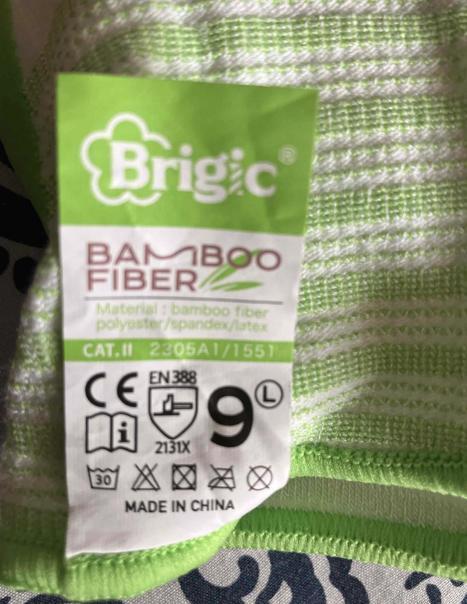 Brigic®
BAMBOO
FIBER
Material : bamboo fiber
polyester/spandex/latex
CAT.II 2305A1/1551
CE EN388
i 2131X 9 L
30
MADE IN CHINA